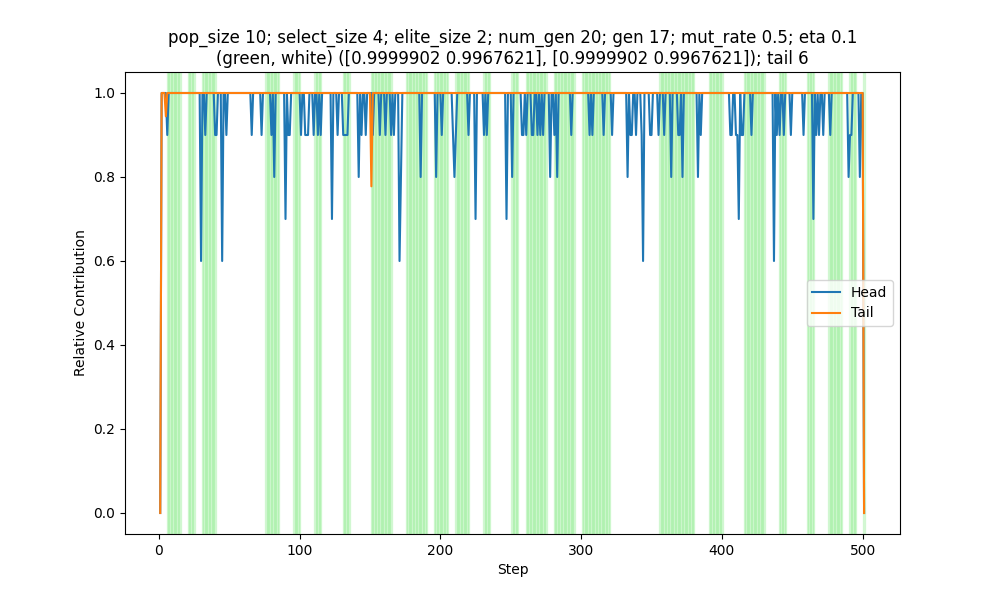 pop_size 10; select_size 4; elite_size 2; num_gen 20; gen 17; mut_rate 0.5; eta 0.1
(green, white) ([0.9999902 0.9967621], [0.9999902 0.9967621]); tail 6
1.0
0.8
0.6
0.4
0.2
0.0
Relative Contribution
Head
Tail
0
100
200
300
400
500
Step